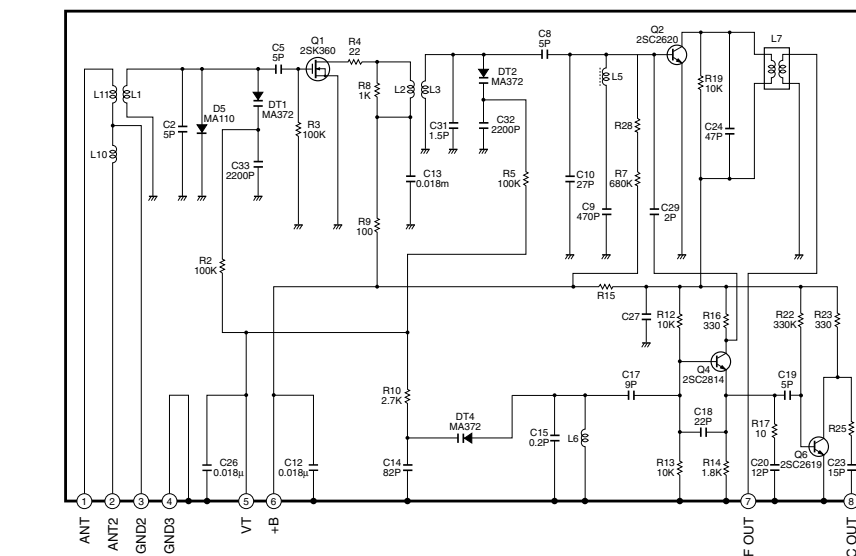 C8
5P
Q2
2SC2620
L7
C5
5P
Q1
2SK360
R4
22
L11
L1
C2
5P
D5
MA110
DT1
MA372
C33
2200P
R3
100K
R8
1K
L2
L3
C31
1.5P
DT2
MA372
C32
2200P
L5
R19
10K
C24
47P
L10
R28
C13
0.018m
R5
100K
C10
27P
R7
680K
C9
470P
C29
2P
R9
100
R2
100K
R15
C27
R12
10K
R16
330
R22
330K
R23
330
Q4
2SC2814
R10
2.7K
C17
9P
C19
5P
DT4
MA372
C15
0.2P
L6
C18
22P
R17
10
R25
Q6
2SC2619
C26
0.018µ
C12
0.018µ
C14
82P
R13
10K
R14
1.8K
C20
12P
C23
15P
1
2
3
4
5
6
7
8
ANT
ANT2
GND2
GND3
VT
+B
F OUT
C OUT